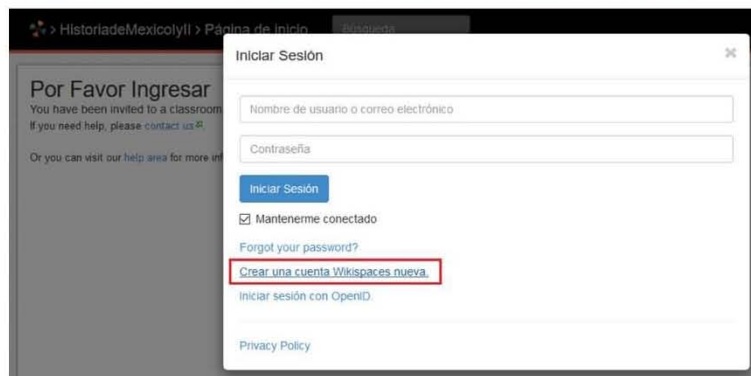 > HistoriadeMexicoIyII > Página de inicio
Búsqueda
Iniciar Sesión
Por Favor Ingresar
You have been invited to a classroom
If you need help, please contact us
Or you can visit our help area for more inf
Nombre de usuario o correo electrónico
Contraseña
Iniciar Sesión
Mantenerme conectado
Forgot your password?
Crear una cuenta Wikispaces nueva.
Iniciar sesión con OpenID.
Privacy Policy